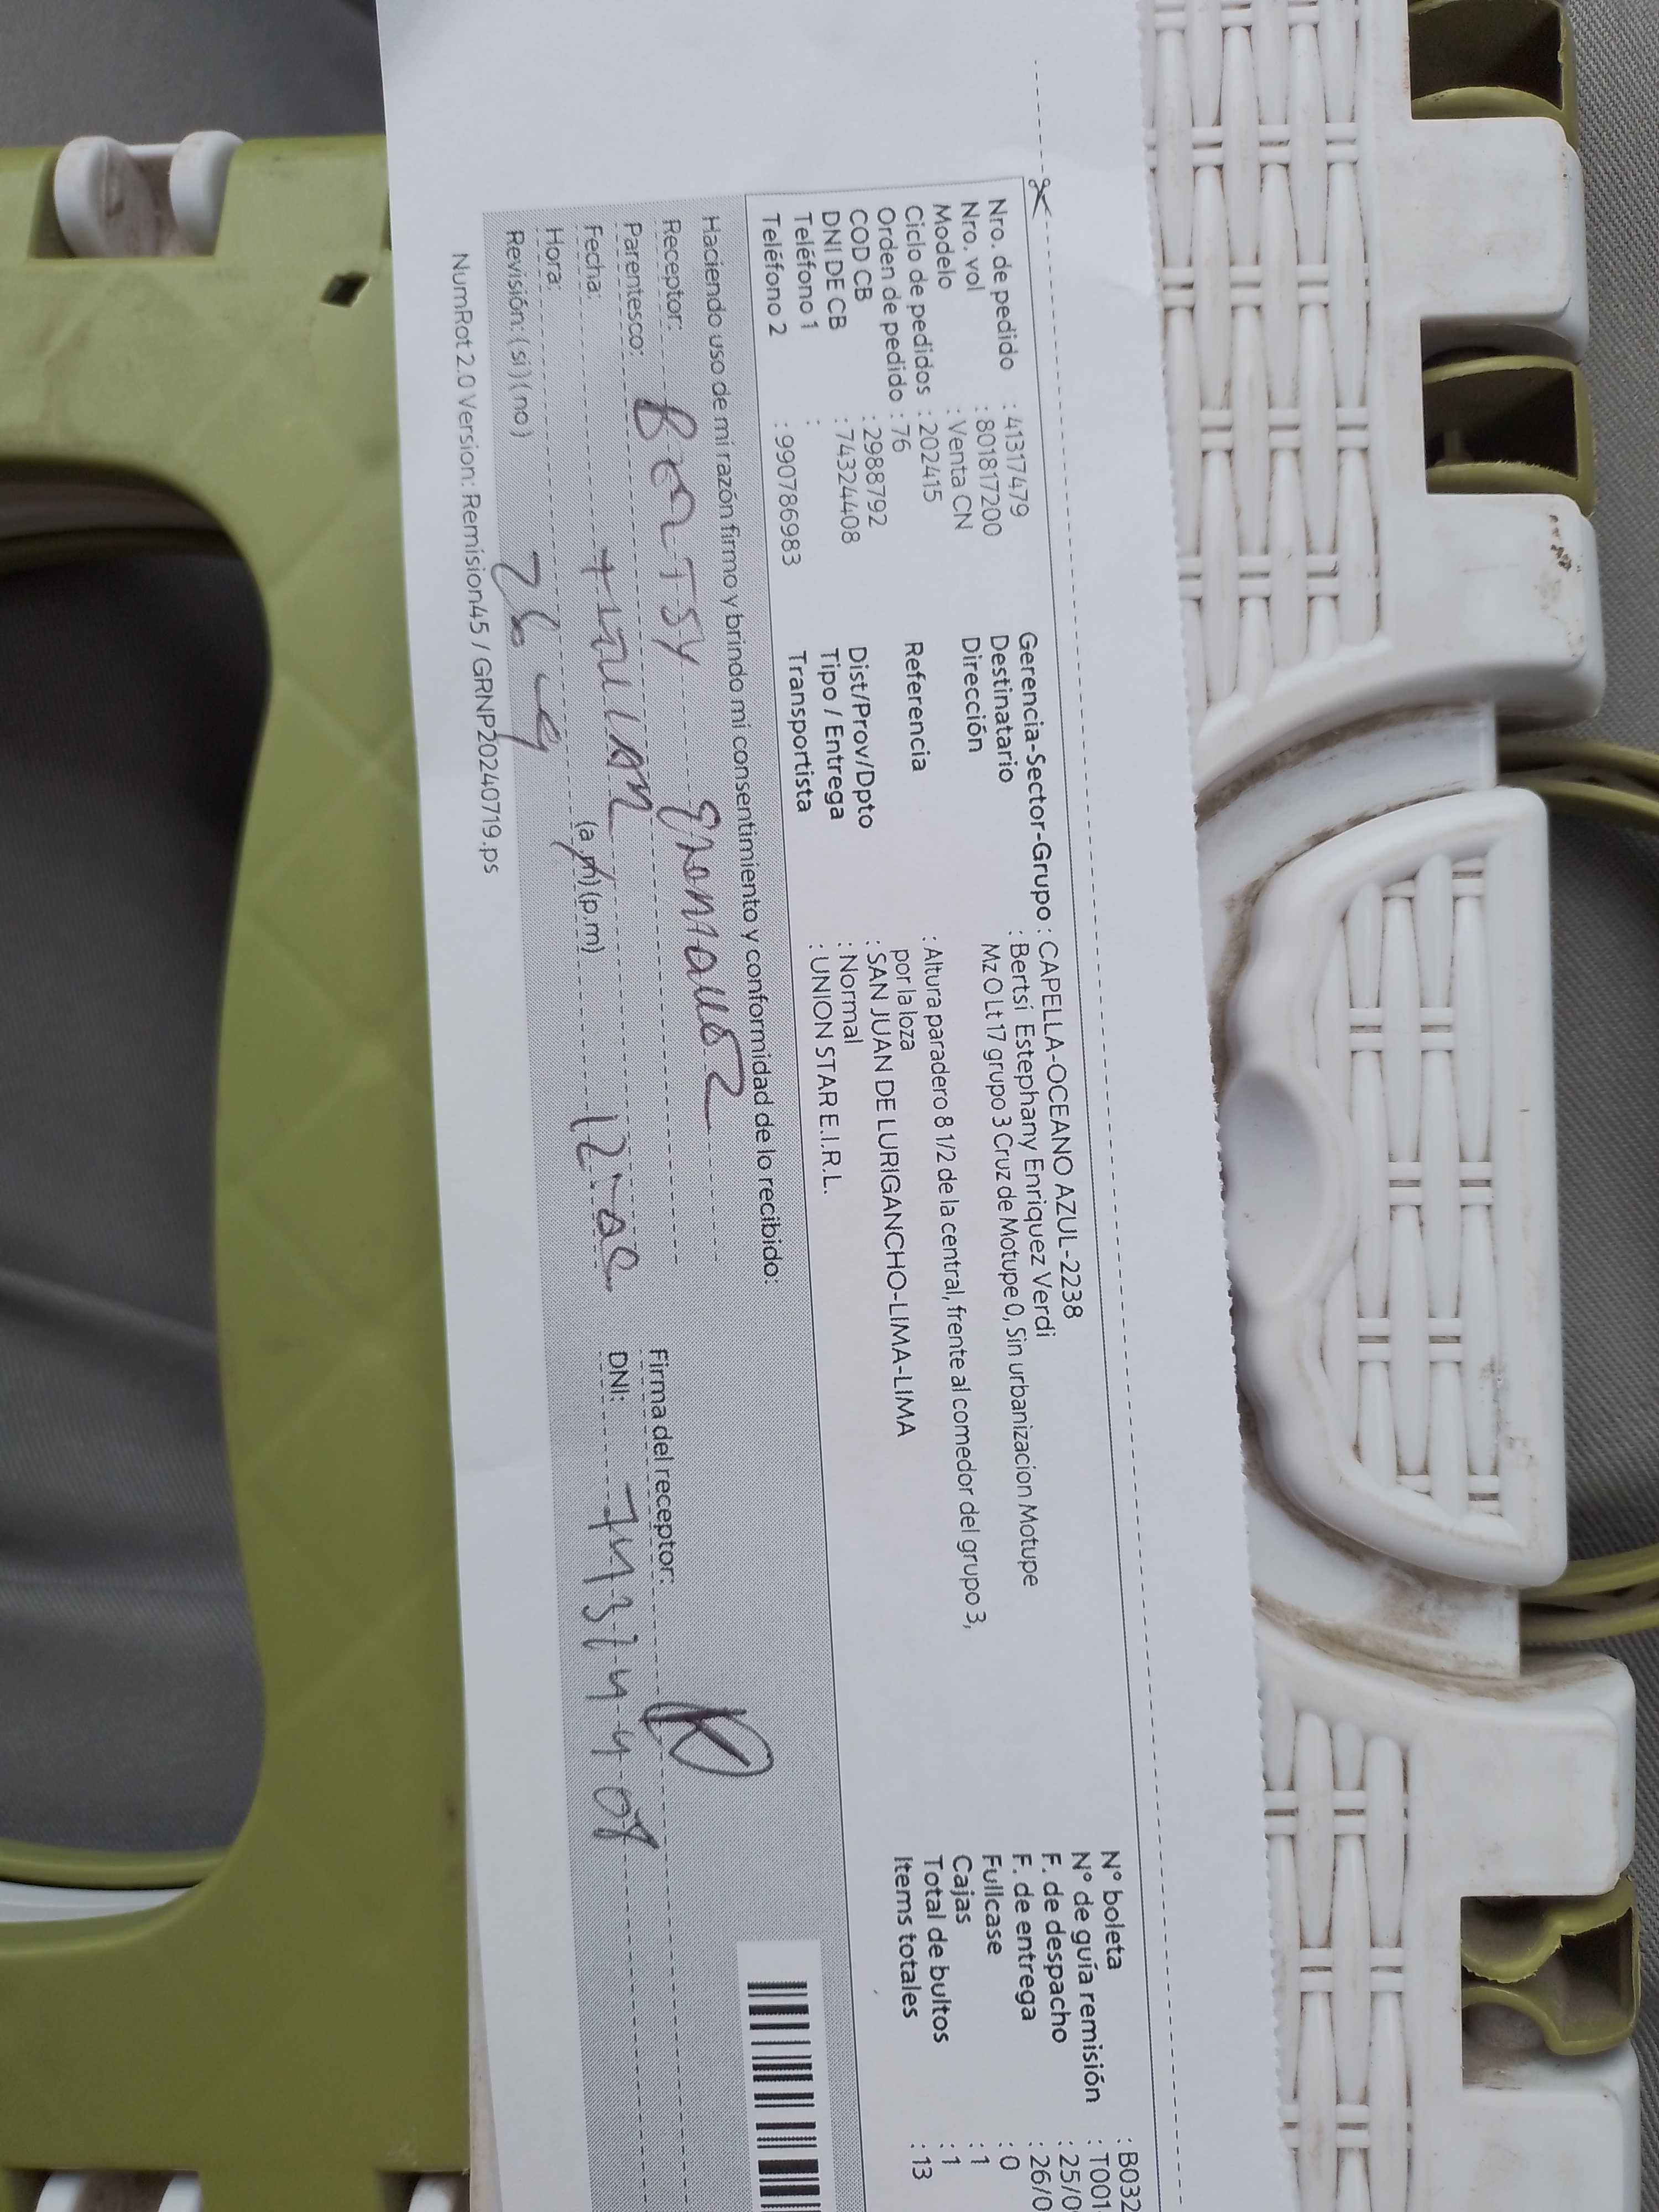 Nro. de pedido : 41317479
Nro. vol : 801817200
Modelo : Venta CN
Ciclo de pedidos : 202415
Orden de pedido : 76
COD CB : 2988792
DNI DE CB : 74324408
Teléfono 1 :
Teléfono 2 : 990786983
Gerencia-Sector-Grupo : CAPELLA-OCEANO AZUL-2238
Destinatario : Bertsi Estephany Enriquez Verdi
Dirección Mz O Lt 17 grupo 3 Cruz de Motupe 0, Sin urbanizacion Motupe
Referencia : Altura paradero 8 1/2 de la central, frente al comedor del grupo 3,
por la loza
Dist/Prov/Dpto : SAN JUAN DE LURIGANCHO-LIMA-LIMA
Tipo / Entrega : Normal
Transportista : UNION STAR E.I.R.L.
N° boleta : B032
N° de guía remisión : T001
F. de despacho : 25/0
F. de entrega : 26/0
Fullcase : 0
Cajas : 1
Total de bultos : 1
Items totales : 13
Haciendo uso de mi razón firmo y brindo mi consentimiento y conformidad de lo recibido:
Receptor:
Parentesco:
Fecha:
Hora: (a.m) (p.m)
Revisión: (si) (no)
Firma del receptor:
DNI: 74324408
NumRot 2.0 Version: Remision45 / GRNP20240719.ps